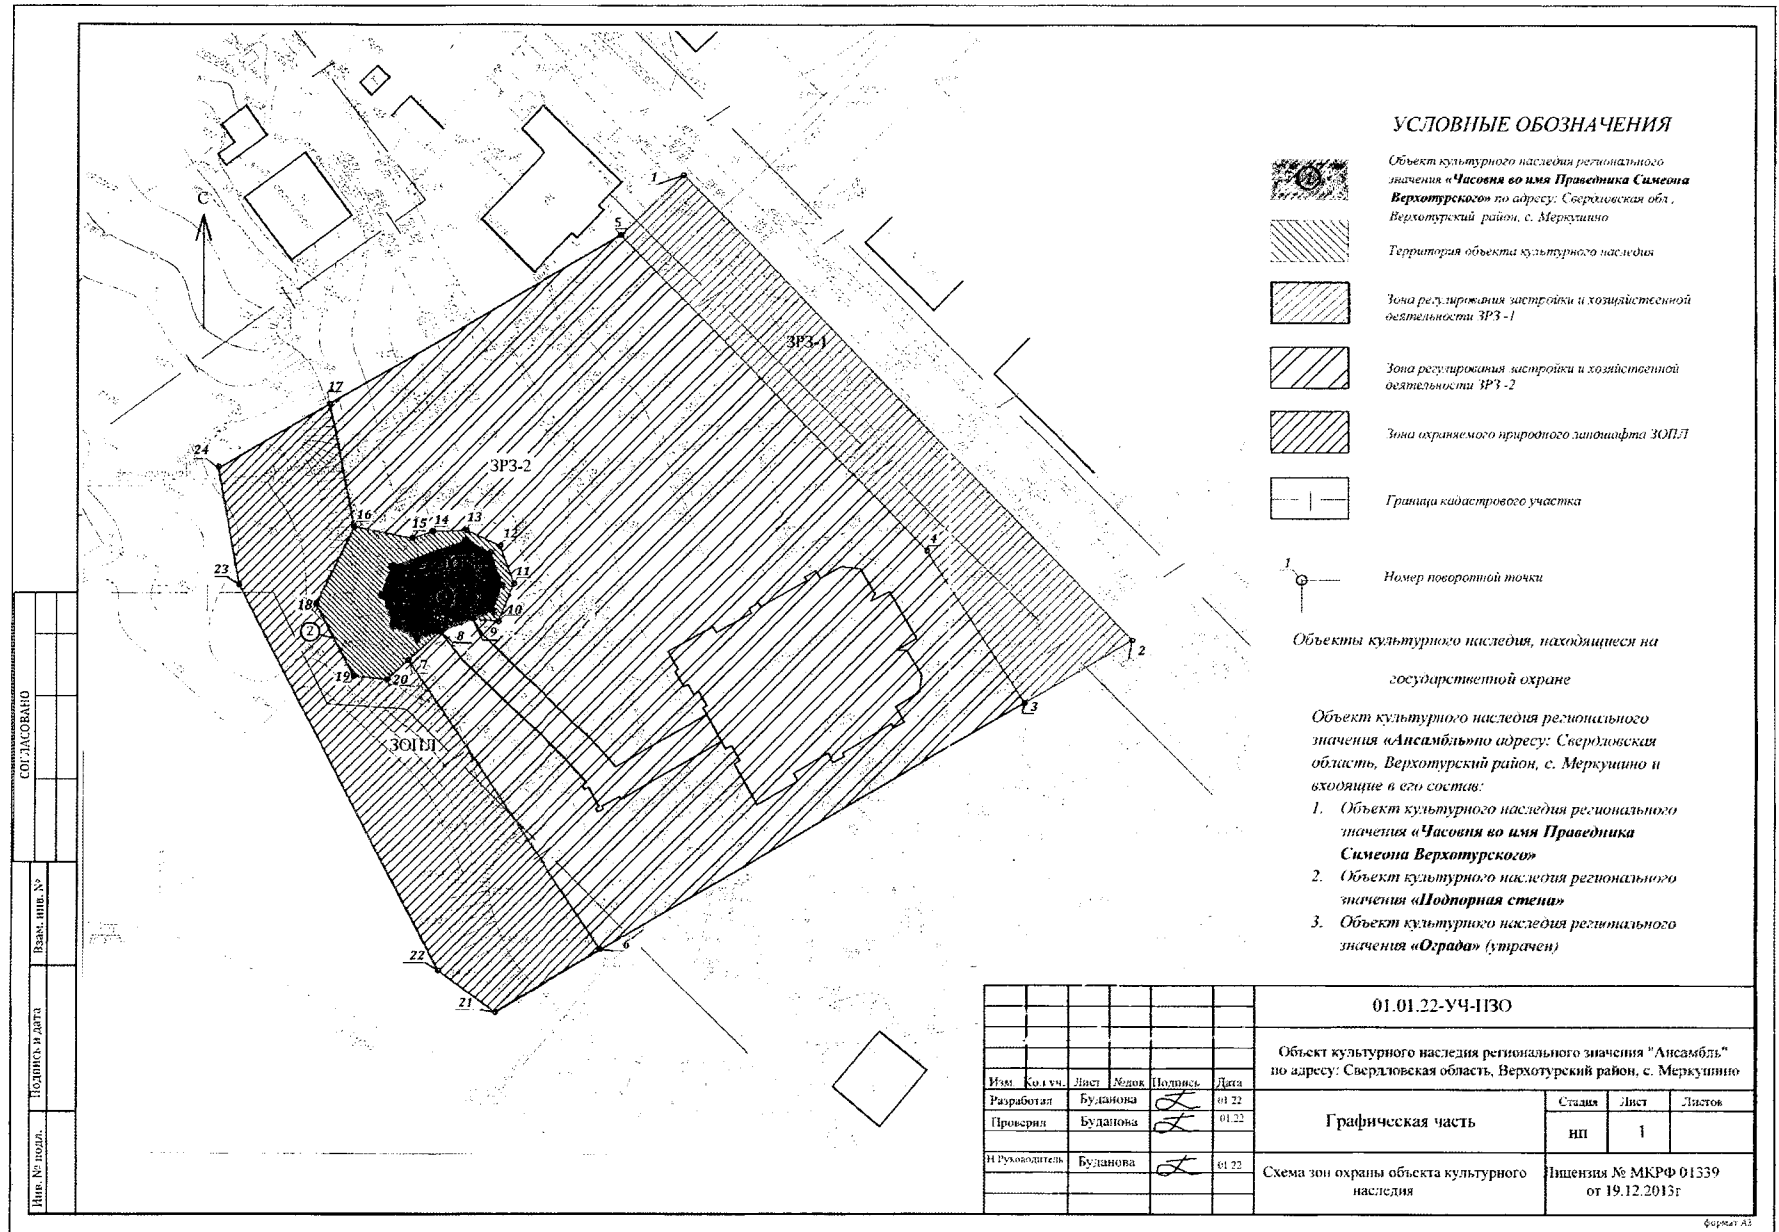 УСЛОВНЫЕ ОБОЗНАЧЕНИЯ
Объект культурного наследия регионального
значения «Часовня во имя Праведника Симеона
Верхотурского» по адресу: Свердловская обл.,
Верхотурский район, с. Меркушино
Территория объекта культурного наследия
Зона регулирования застройки и хозяйственной
деятельности ЗРЗ -1
Зона регулирования застройки и хозяйственной
деятельности ЗРЗ -2
Зона охраняемого природного ландшафта ЗОПЛ
Граница кадастрового участка
1
Номер поворотной точки
Объекты культурного наследия, находящиеся на
государственной охране
Объект культурного наследия регионального
значения «Ансамбль»по адресу: Свердловская
область, Верхотурский район, с. Меркушино и
входящие в его состав:
1. Объект культурного наследия регионального
значения «Часовня во имя Праведника
Симеона Верхотурского»
2. Объект культурного наследия регионального
значения «Подпорная стена»
3. Объект культурного наследия регионального
значения «Ограда» (утрачен)
С
1
5
ЗРЗ-1
17
24
ЗРЗ-2
16
15
14
13
12
4
23
11
18
10
2
8
9
2
7
19
20
3
ЗОПЛ
6
22
21
СОГЛАСОВАНО
Взам. инв. №
Подпись и дата
Инв. № подл.
01.01.22-УЧ-ПЗО
Объект культурного наследия регионального значения "Ансамбль"
по адресу: Свердловская область, Верхотурский район, с. Меркушино
Изм. Кол.уч. Лист №док Подпись Дата
Разработал Буданова 01.22
Проверил Буданова 01.22
Н Руководитель Буданова 01.22
Графическая часть
Стадия Лист Листов
НП 1
Схема зон охраны объекта культурного
наследия
Лицензия № МКРФ 01339
от 19.12.2013г
формат А3